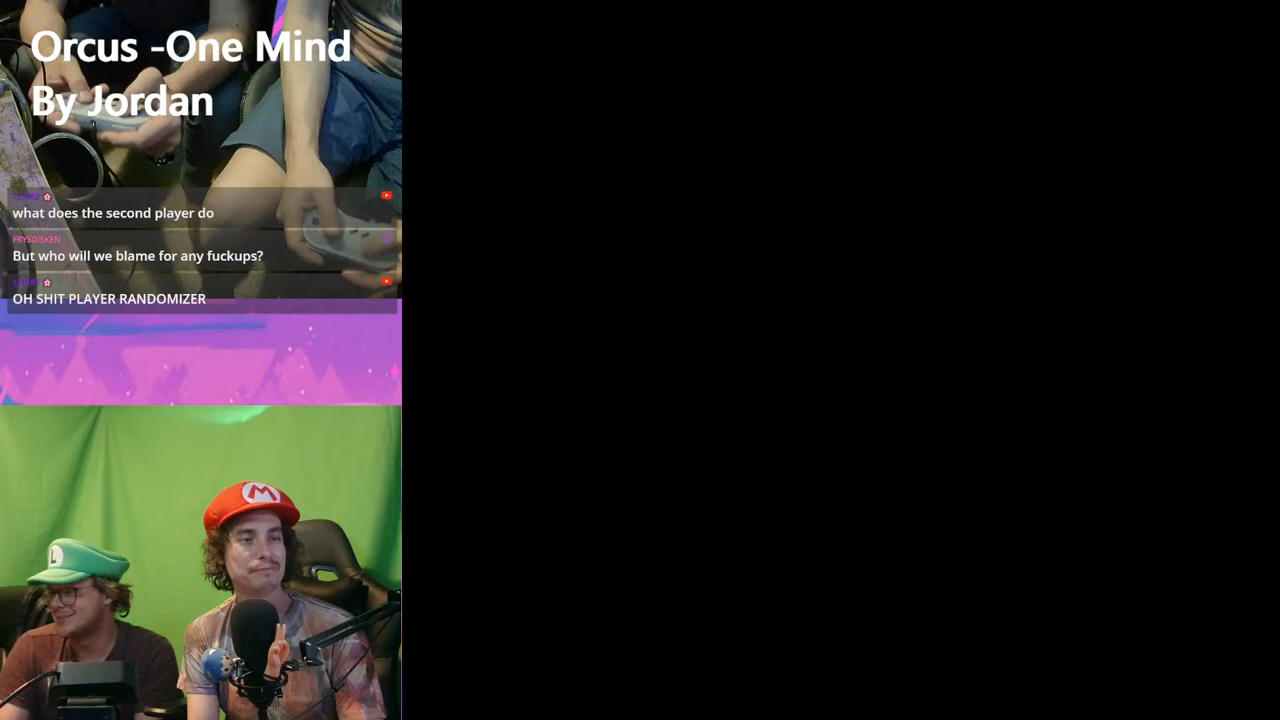 Orcus -One Mind
By Jordan
what does the second player do
FRYSDISKEN
But who will we blame for any fuckups?
OH SHIT PLAYER RANDOMIZER
L
M